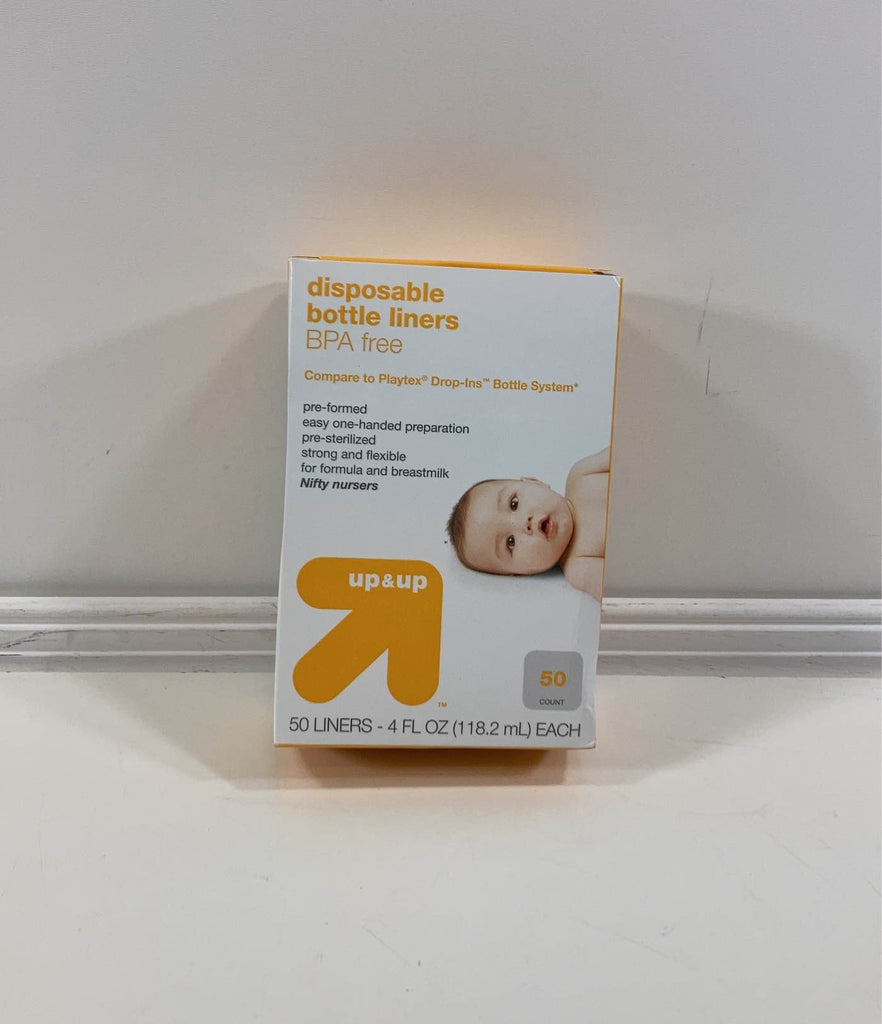 disposable
bottle liners
BPA free
Compare to Playtex® Drop-Ins™ Bottle System*
pre-formed
easy one-handed preparation
pre-sterilized
strong and flexible
for formula and breastmilk
Nifty nursers
up&up
™
50
COUNT
50 LINERS - 4 FL OZ (118.2 mL) EACH